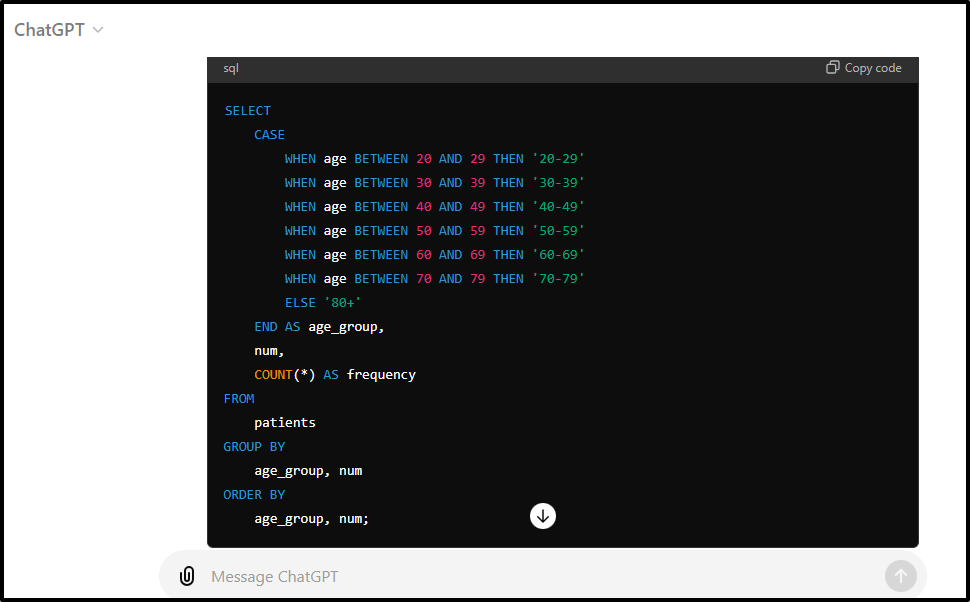 ChatGPT
sql
Copy code
SELECT
CASE
WHEN age BETWEEN 20 AND 29 THEN '20-29'
WHEN age BETWEEN 30 AND 39 THEN '30-39'
WHEN age BETWEEN 40 AND 49 THEN '40-49'
WHEN age BETWEEN 50 AND 59 THEN '50-59'
WHEN age BETWEEN 60 AND 69 THEN '60-69'
WHEN age BETWEEN 70 AND 79 THEN '70-79'
ELSE '80+'
END AS age_group,
num,
COUNT(*) AS frequency
FROM
patients
GROUP BY
age_group, num
ORDER BY
age_group, num;
Message ChatGPT